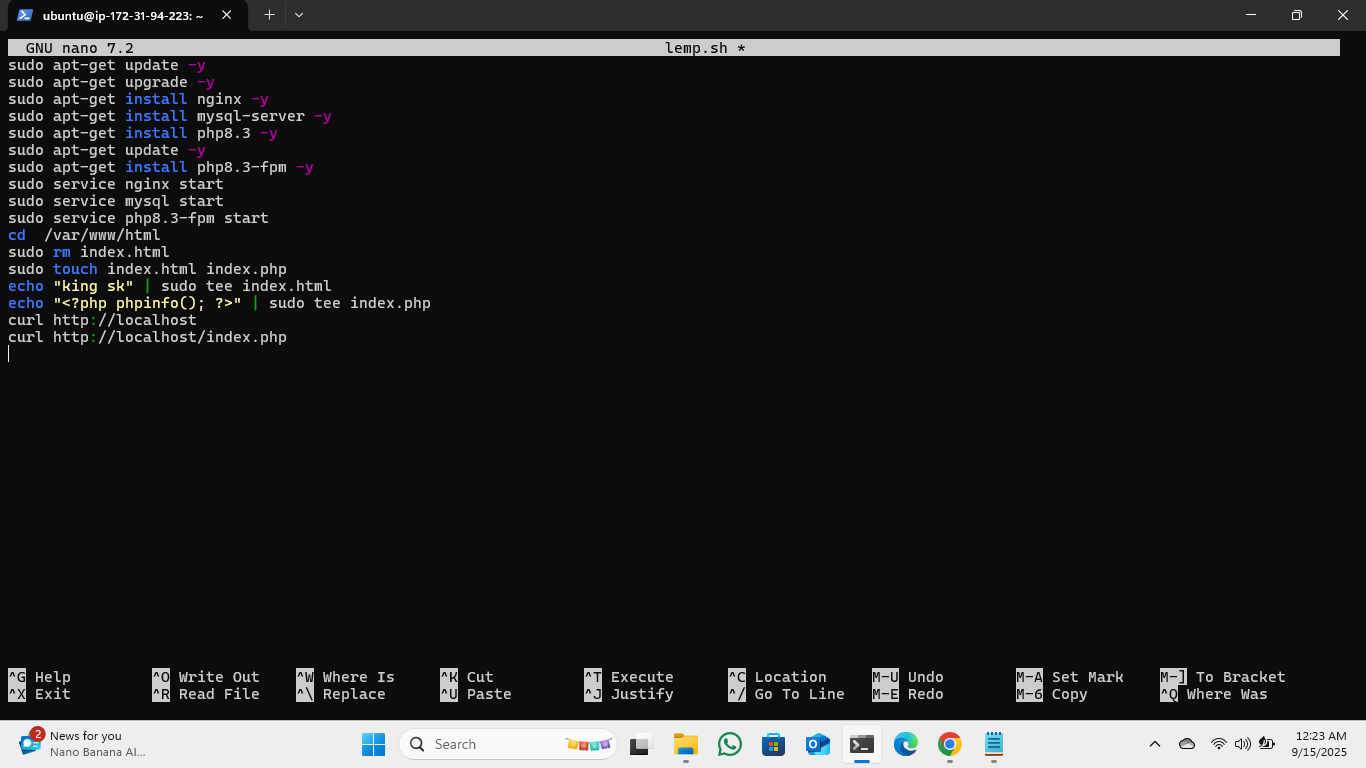 ubuntu@ip-172-31-94-223: ~
GNU nano 7.2 lemp.sh *
sudo apt-get update -y
sudo apt-get upgrade -y
sudo apt-get install nginx -y
sudo apt-get install mysql-server -y
sudo apt-get install php8.3 -y
sudo apt-get update -y
sudo apt-get install php8.3-fpm -y
sudo service nginx start
sudo service mysql start
sudo service php8.3-fpm start
cd  /var/www/html
sudo rm index.html
sudo touch index.html index.php
echo "king sk" | sudo tee index.html
echo "<?php phpinfo(); ?>" | sudo tee index.php
curl http://localhost
curl http://localhost/index.php
^G Help ^O Write Out ^W Where Is ^K Cut ^T Execute ^C Location M-U Undo M-A Set Mark M-] To Bracket
^X Exit ^R Read File ^\ Replace ^U Paste ^J Justify ^/ Go To Line M-E Redo M-6 Copy ^Q Where Was
2
News for you
Nano Banana AI...
Search
12:23 AM
9/15/2025